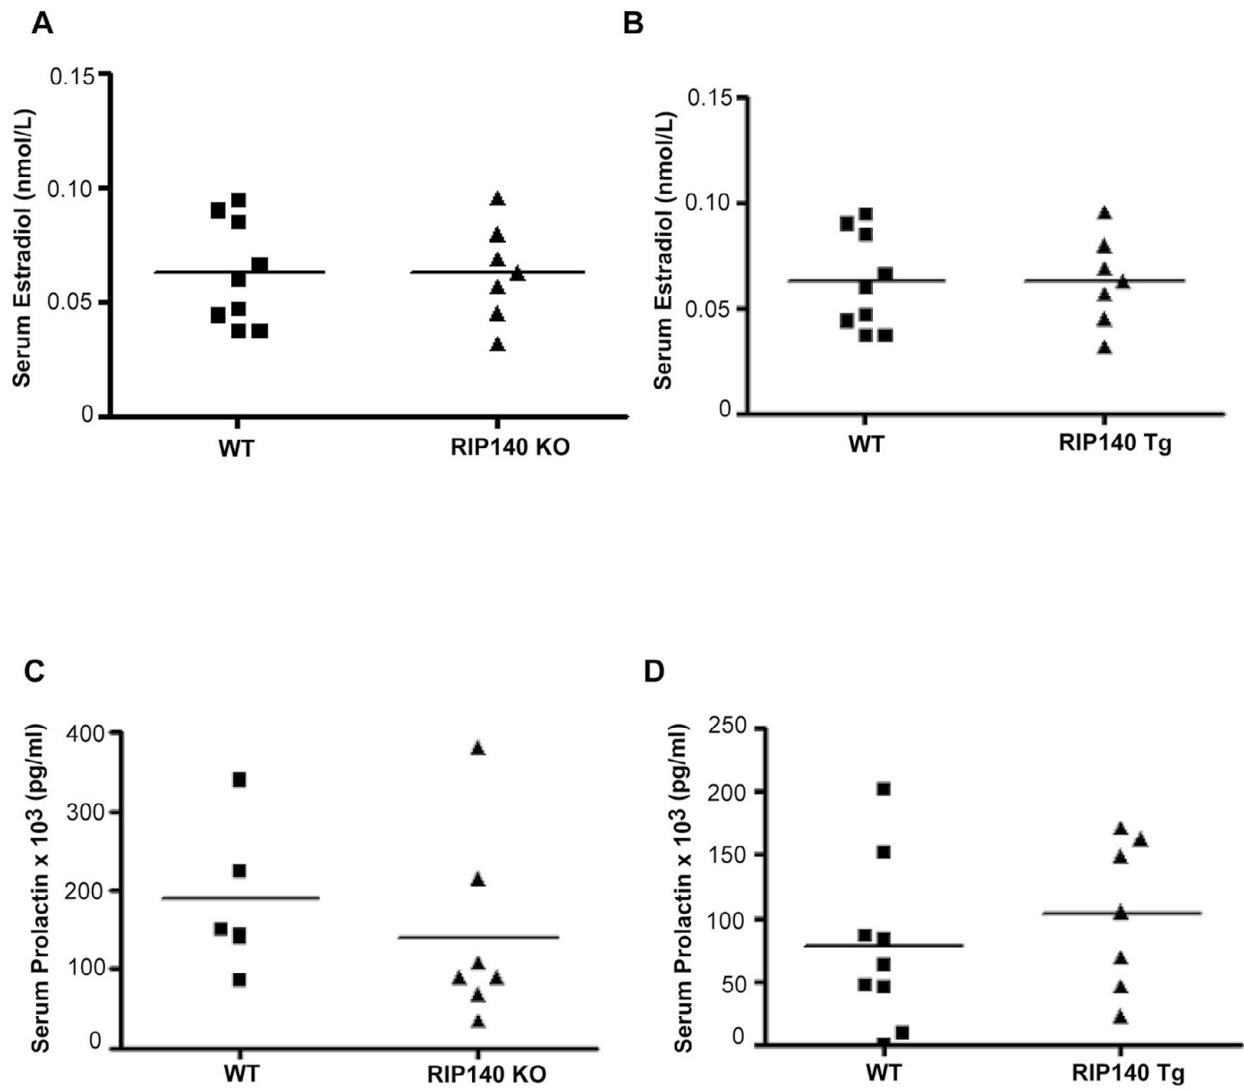 A
B
Serum Estradiol (nmol/L)
0.15
0.10
0.05
0
WT
RIP140 KO
Serum Estradiol (nmol/L)
0.15
0.10
0.05
0
WT
RIP140 Tg
C
D
Serum Prolactin x 10³ (pg/ml)
400
300
200
100
0
WT
RIP140 KO
Serum Prolactin x 10³ (pg/ml)
250
200
150
100
50
0
WT
RIP140 Tg